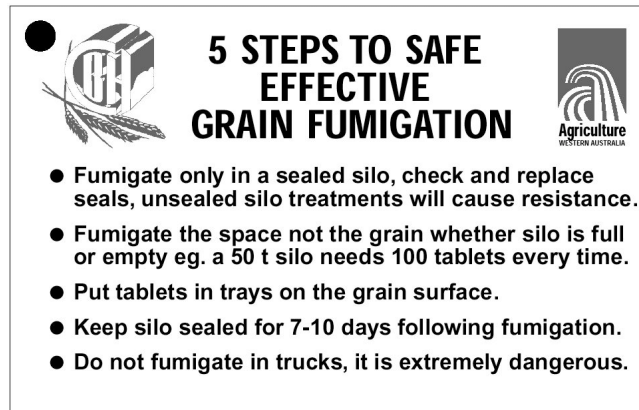 CBH
5 STEPS TO SAFE
EFFECTIVE
GRAIN FUMIGATION
Agriculture
WESTERN AUSTRALIA
● Fumigate only in a sealed silo, check and replace
seals, unsealed silo treatments will cause resistance.
● Fumigate the space not the grain whether silo is full
or empty eg. a 50 t silo needs 100 tablets every time.
● Put tablets in trays on the grain surface.
● Keep silo sealed for 7-10 days following fumigation.
● Do not fumigate in trucks, it is extremely dangerous.